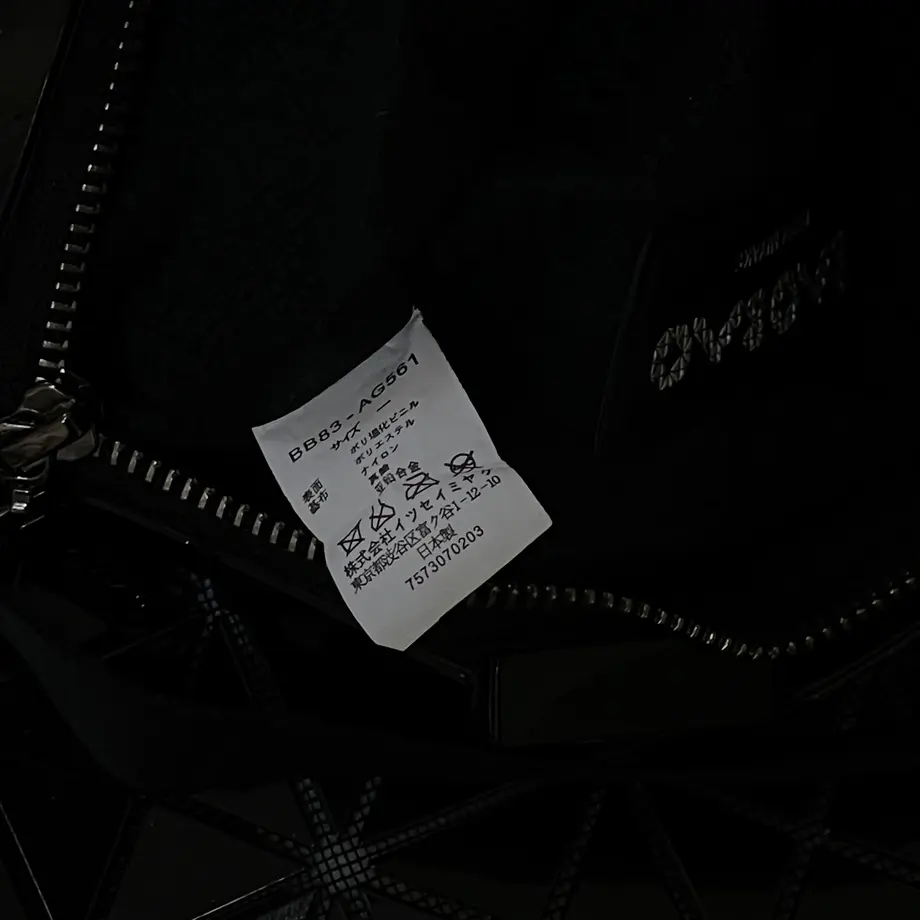 BB83-AG561
サイズ ー
ポリ塩化ビニル
表面 ポリエステル
基布 ナイロン
真鍮
亜鉛合金
株式会社イッセイミヤケ
東京都渋谷区富ヶ谷1-12-10
日本製
7573070203
BAO BAO